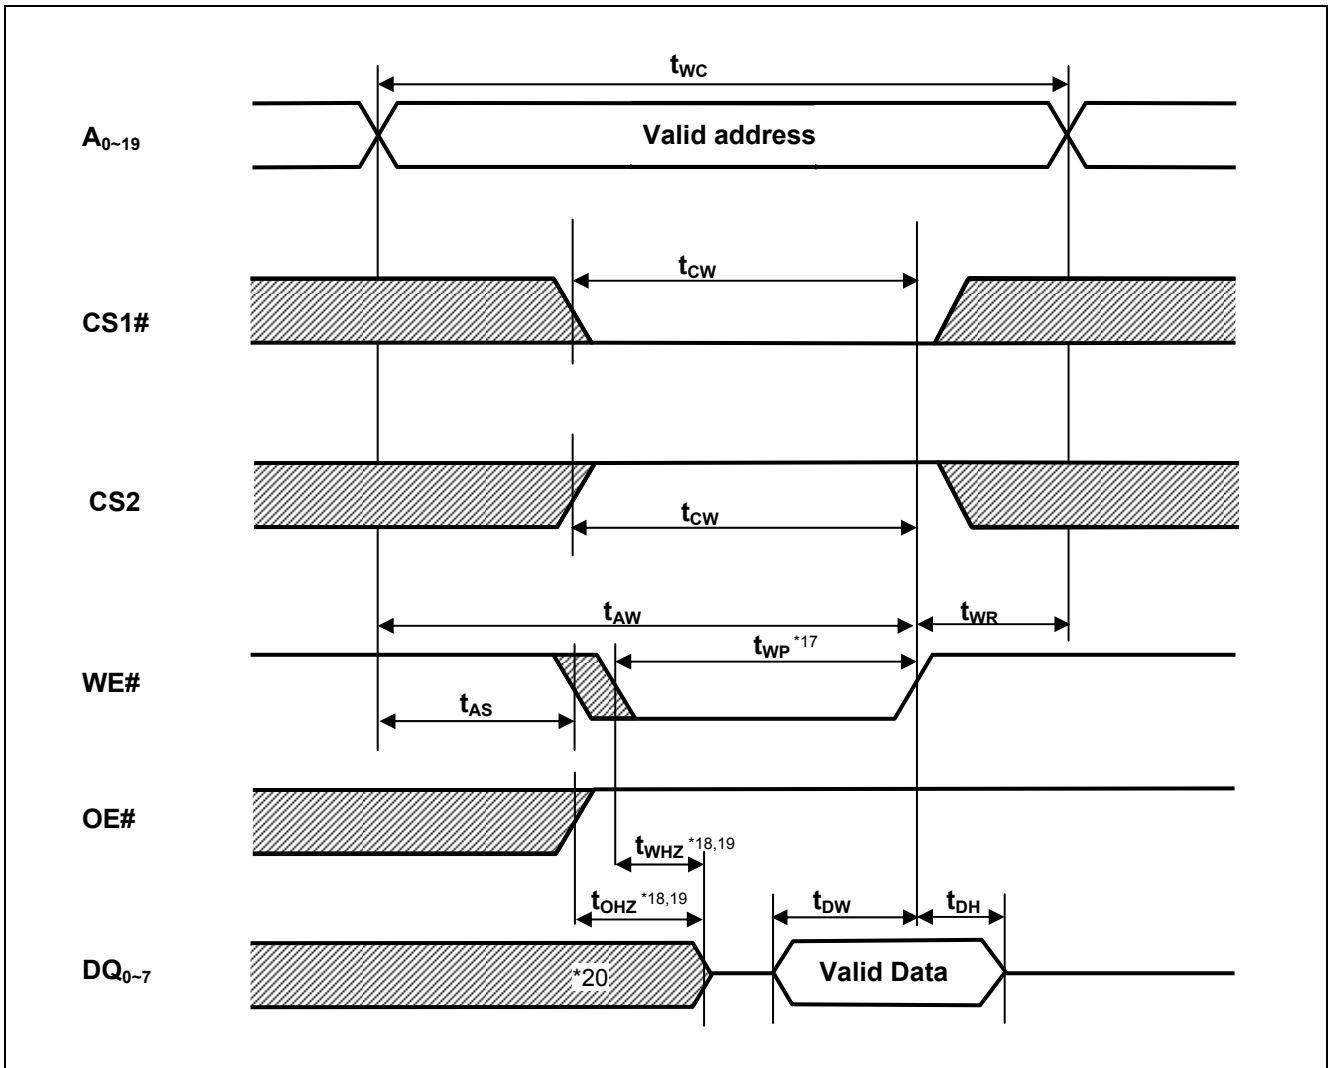 tWC
A0~19
Valid address
tCW
CS1#
CS2
tCW
tAW
tWR
tWP *17
WE#
tAS
OE#
tWHZ *18,19
tOHZ *18,19
tDW
tDH
DQ0~7
*20
Valid Data